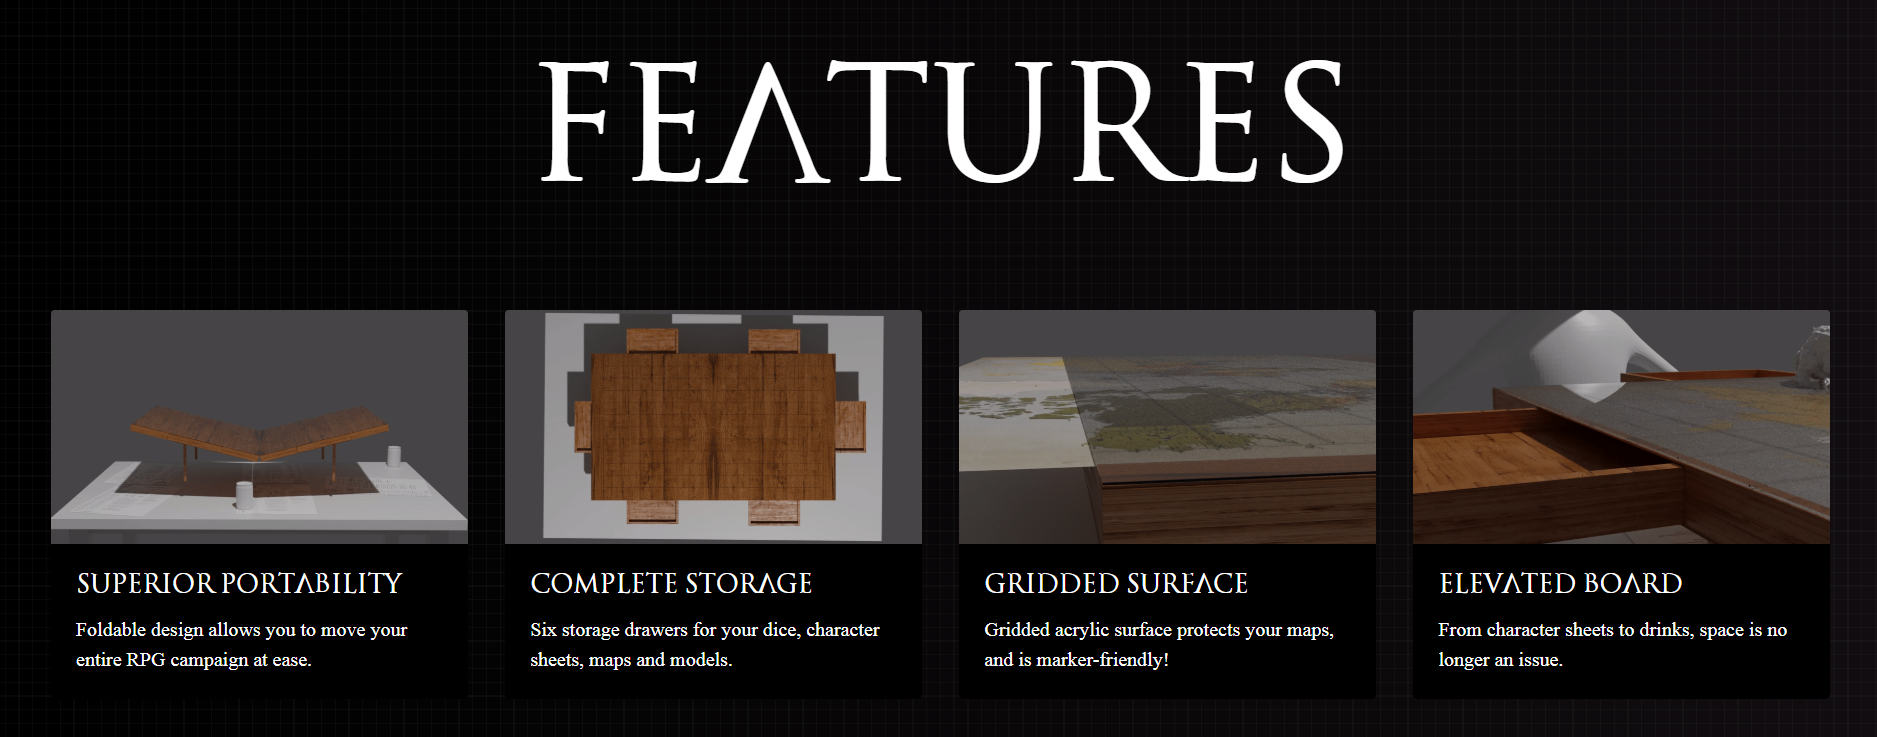 FEATURES
SUPERIOR PORTABILITY
Foldable design allows you to move your
entire RPG campaign at ease.
COMPLETE STORAGE
Six storage drawers for your dice, character
sheets, maps and models.
GRIDDED SURFACE
Gridded acrylic surface protects your maps,
and is marker-friendly!
ELEVATED BOARD
From character sheets to drinks, space is no
longer an issue.